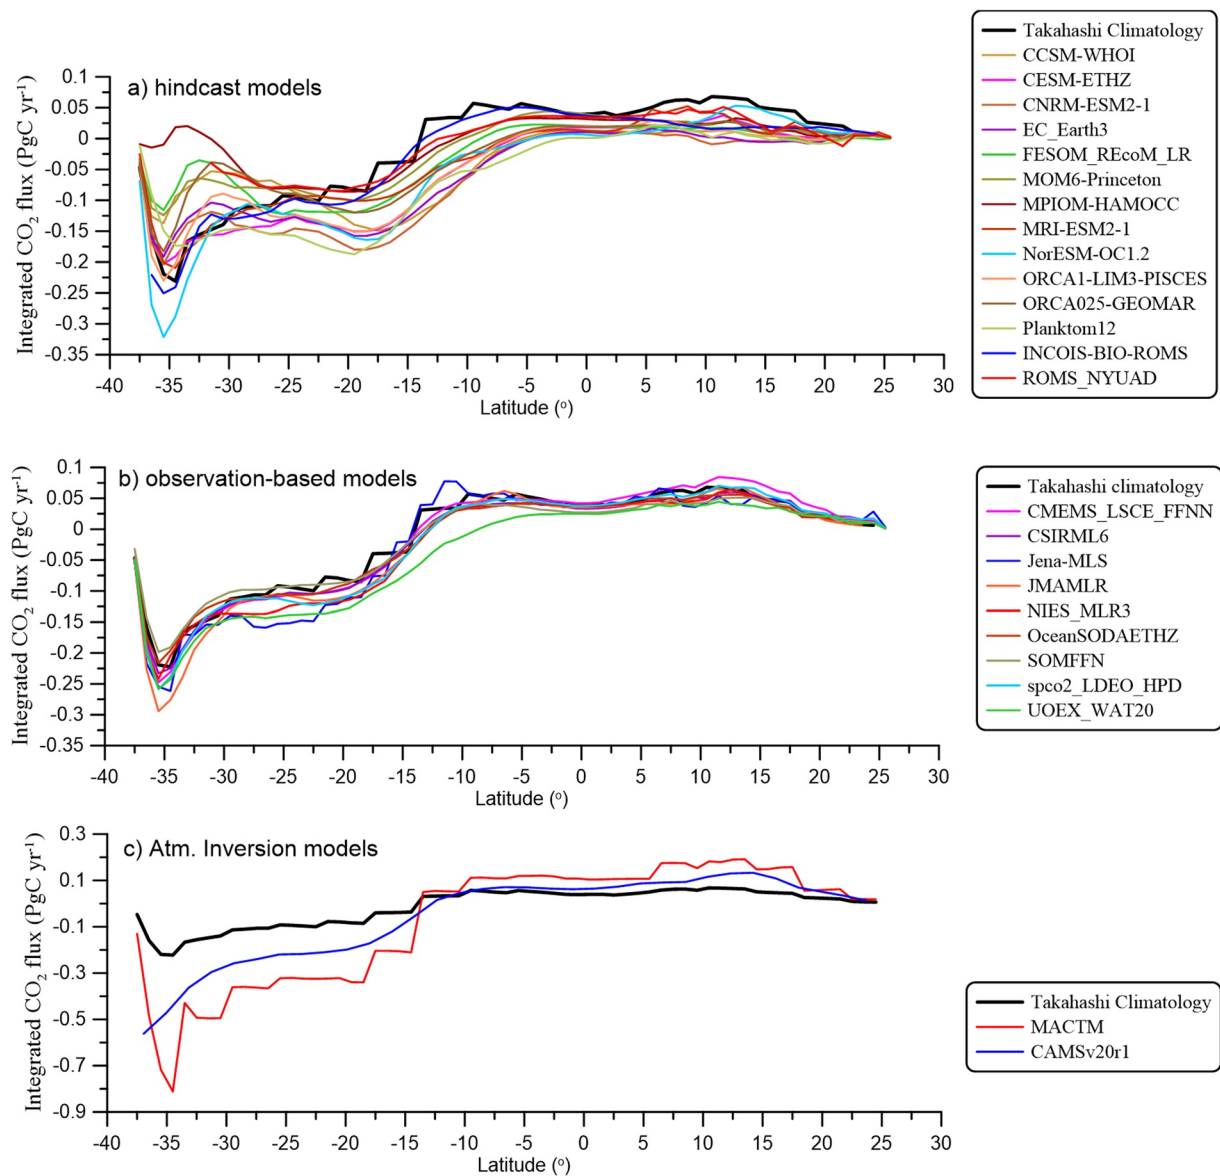 a) hindcast models
Integrated CO2 flux (PgC yr-1)
0.1
0.05
0
-0.05
-0.1
-0.15
-0.2
-0.25
-0.3
-0.35
-40 -35 -30 -25 -20 -15 -10 -5 0 5 10 15 20 25 30
Latitude (o)
Takahashi Climatology
CCSM-WHOI
CESM-ETHZ
CNRM-ESM2-1
EC_Earth3
FESOM_REcoM_LR
MOM6-Princeton
MPIOM-HAMOCC
MRI-ESM2-1
NorESM-OC1.2
ORCA1-LIM3-PISCES
ORCA025-GEOMAR
Planktom12
INCOIS-BIO-ROMS
ROMS_NYUAD
b) observation-based models
Integrated CO2 flux (PgC yr-1)
0.1
0.05
0
-0.05
-0.1
-0.15
-0.2
-0.25
-0.3
-0.35
-40 -35 -30 -25 -20 -15 -10 -5 0 5 10 15 20 25 30
Latitude (o)
Takahashi climatology
CMEMS_LSCE_FFNN
CSIRML6
Jena-MLS
JMAMLR
NIES_MLR3
OceanSODAETHZ
SOMFFN
spco2_LDEO_HPD
UOEX_WAT20
c) Atm. Inversion models
Integrated CO2 flux (PgC yr-1)
0.3
0.1
-0.1
-0.3
-0.5
-0.7
-0.9
-40 -35 -30 -25 -20 -15 -10 -5 0 5 10 15 20 25 30
Latitude (o)
Takahashi Climatology
MACTM
CAMSv20r1